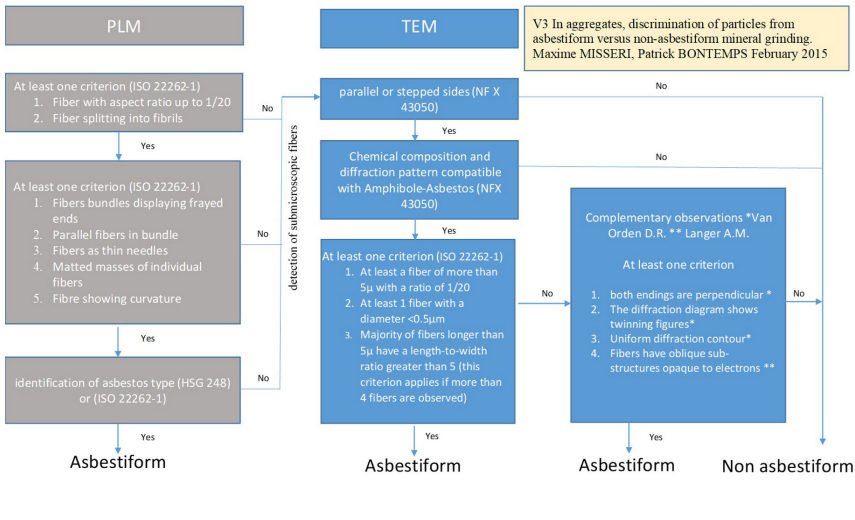 PLM
TEM
V3 In aggregates, discrimination of particles from
asbestiform versus non-asbestiform mineral grinding.
Maxime MISSERI, Patrick BONTEMPS February 2015
At least one criterion (ISO 22262-1)
1. Fiber with aspect ratio up to 1/20
2. Fiber splitting into fibrils
No
Yes
At least one criterion (ISO 22262-1)
1. Fibers bundles displaying frayed
ends
2. Parallel fibers in bundle
3. Fibers as thin needles
4. Matted masses of individual
fibers
5. Fibre showing curvature
No
Yes
identification of asbestos type (HSG 248)
or (ISO 22262-1)
No
Yes
Asbestiform
detection of submicroscopic fibers
parallel or stepped sides (NF X
43050)
No
Yes
Chemical composition and
diffraction pattern compatible
with Amphibole-Asbestos (NFX
43050)
No
Yes
At least one criterion (ISO 22262-1)
1. At least a fiber of more than
5μ with a ratio of 1/20
2. At least 1 fiber with a
diameter <0.5μm
3. Majority of fibers longer than
5μ have a length-to-width
ratio greater than 5 (this
criterion applies if more than
4 fibers are observed)
No
Yes
Asbestiform
Complementary observations *Van
Orden D.R. ** Langer A.M.
At least one criterion
1. both endings are perpendicular *
2. The diffraction diagram shows
twinning figures*
3. Uniform diffraction contour*
4. Fibers have oblique sub-
structures opaque to electrons **
No
Yes
Asbestiform
Non asbestiform